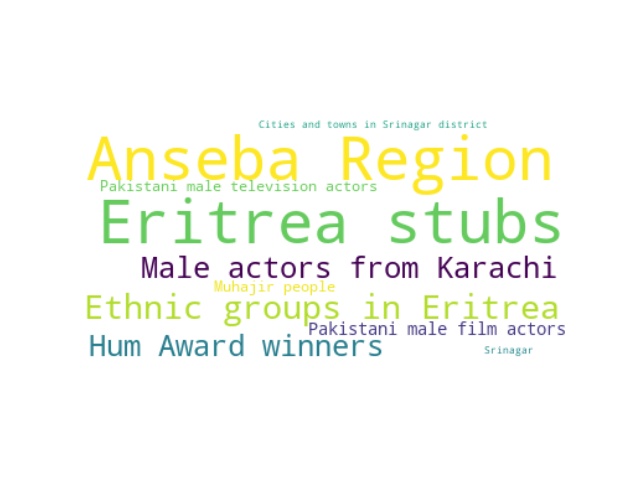 Cities and towns in Srinagar district
Anseba Region
Pakistani male television actors
Eritrea stubs
Male actors from Karachi
Muhajir people
Ethnic groups in Eritrea
Pakistani male film actors
Hum Award winners
Srinagar